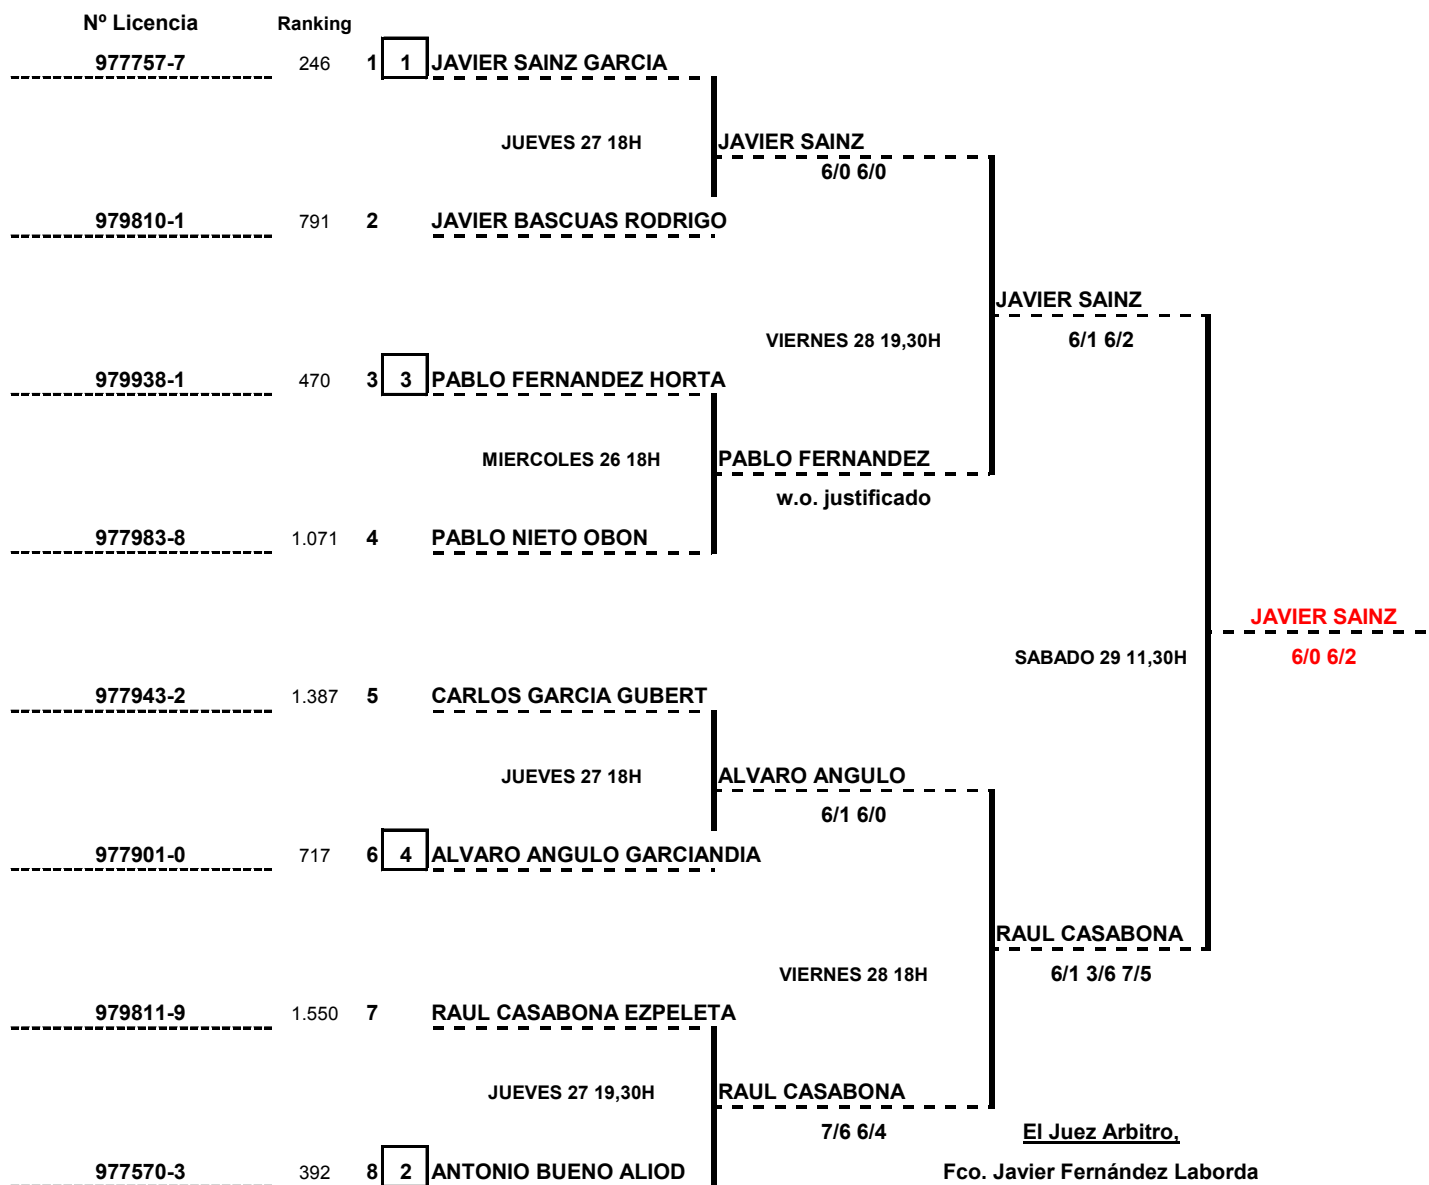 Nº Licencia Ranking
977757-7 246 1 1 JAVIER SAINZ GARCIA
JUEVES 27 18H JAVIER SAINZ
6/0 6/0
979810-1 791 2 JAVIER BASCUAS RODRIGO
JAVIER SAINZ
VIERNES 28 19,30H 6/1 6/2
979938-1 470 3 3 PABLO FERNANDEZ HORTA
MIERCOLES 26 18H PABLO FERNANDEZ
w.o. justificado
977983-8 1.071 4 PABLO NIETO OBON
JAVIER SAINZ
SABADO 29 11,30H 6/0 6/2
977943-2 1.387 5 CARLOS GARCIA GUBERT
JUEVES 27 18H ALVARO ANGULO
6/1 6/0
977901-0 717 6 4 ALVARO ANGULO GARCIANDIA
RAUL CASABONA
VIERNES 28 18H 6/1 3/6 7/5
979811-9 1.550 7 RAUL CASABONA EZPELETA
JUEVES 27 19,30H RAUL CASABONA
7/6 6/4 El Juez Arbitro,
977570-3 392 8 2 ANTONIO BUENO ALIOD Fco. Javier Fernández Laborda